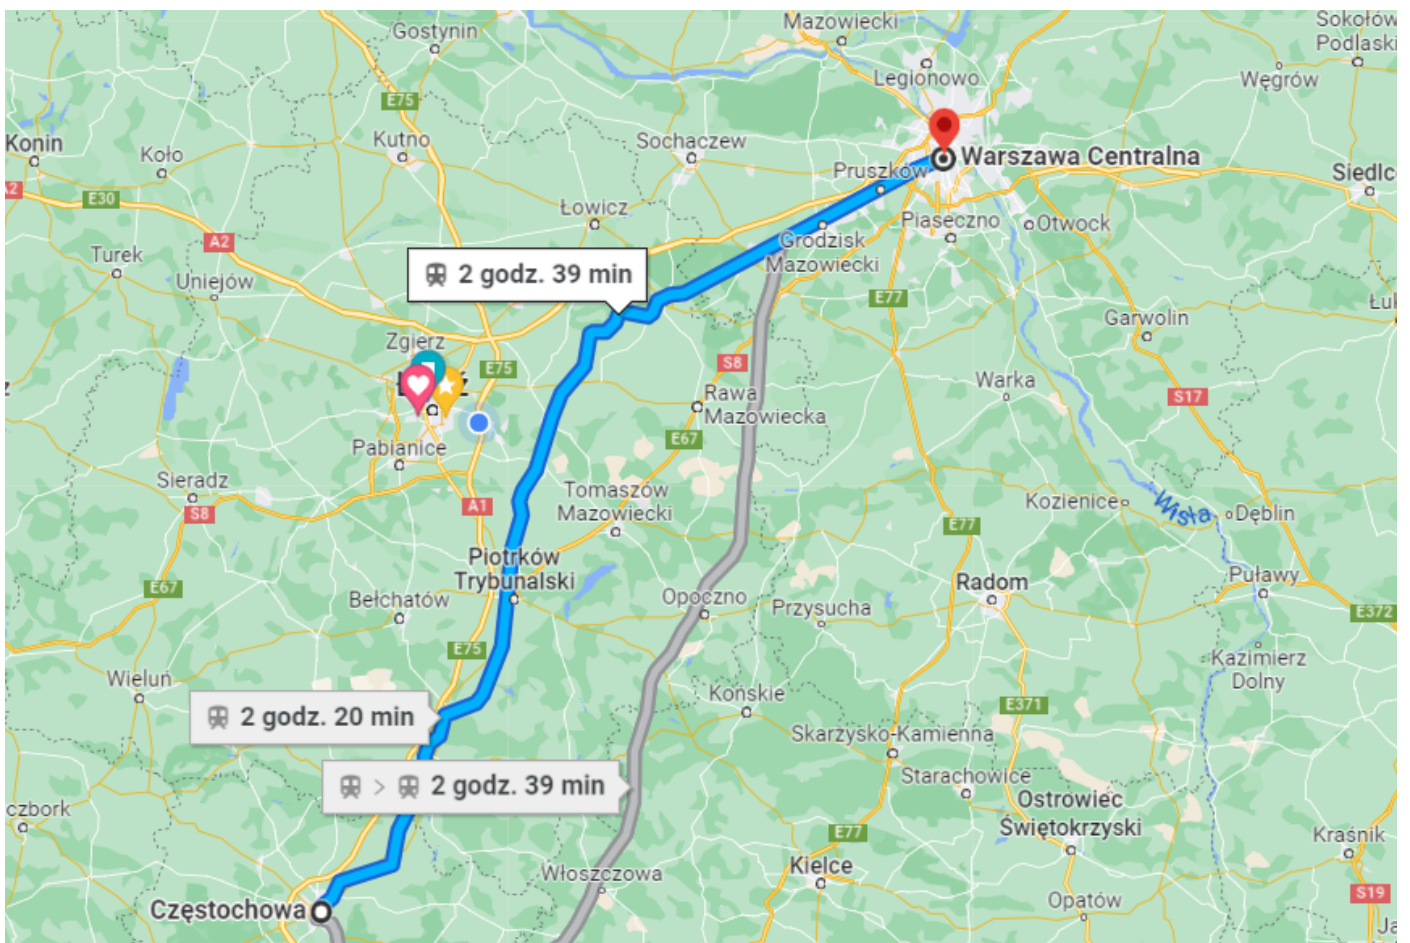 Gostynin
Mazowiecki
Sokołów
Podlaski
Legionowo
Węgrów
E75
Kutno
Sochaczew
Konin
Koło
Warszawa Centralna
Pruszków
Siedlc
A2
E30
Łowicz
Piaseczno
Otwock
A2
Turek
Grodzisk
Mazowiecki
Uniejów
2 godz. 39 min
E77
Łuk
Garwolin
Zgierz
S8
E75
Warka
S17
Rawa
Mazowiecka
E67
Pabianice
Sieradz
Tomaszów
Mazowiecki
Kozienice
Wisła
Dęblin
S8
A1
E77
Piotrków
Trybunalski
E67
Radom
Puławy
Bełchatów
Opoczno
Przysucha
E372
E75
Kazimierz
Dolny
Wieluń
Końskie
E371
2 godz. 20 min
Skarżysko-Kamienna
Starachowice
> 2 godz. 39 min
Ostrowiec
Świętokrzyski
czbork
E77
Kraśnik
Kielce
Włoszczowa
S19
Częstochowa
Opatów
Ja